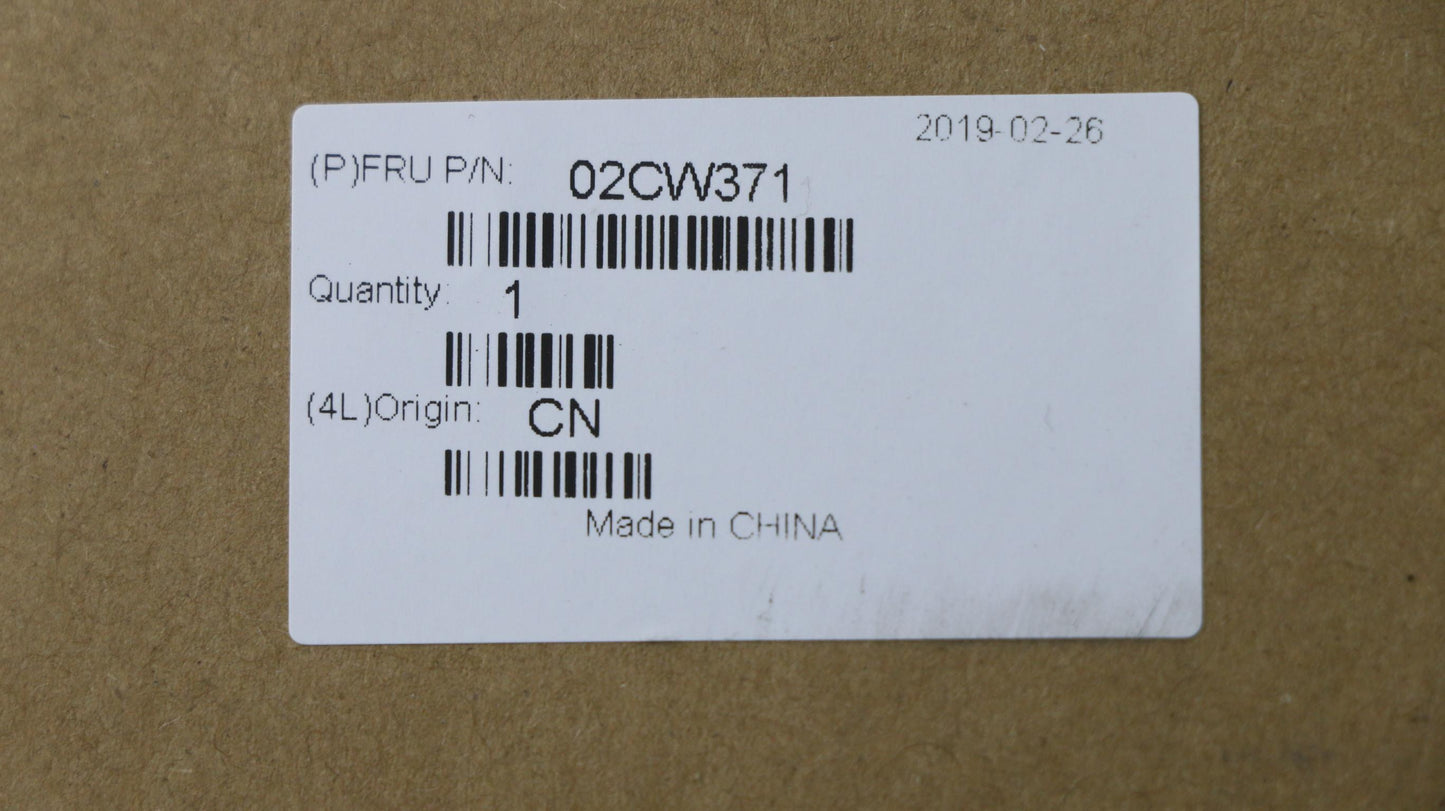 2019-02-26
(P)FRU P/N: 02CW371
Quantity: 1
(4L)Origin: CN
Made in CHINA